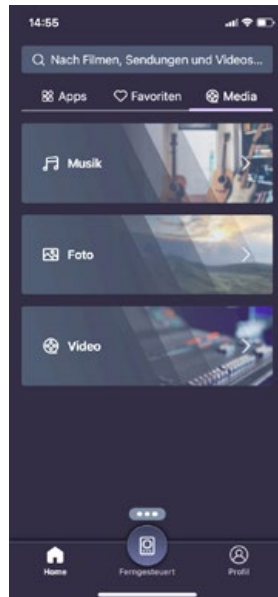 14:55
Nach Filmen, Sendungen und Videos...
Apps
Favoriten
Media
Musik
Foto
Video
Home
Ferngesteuert
Profil